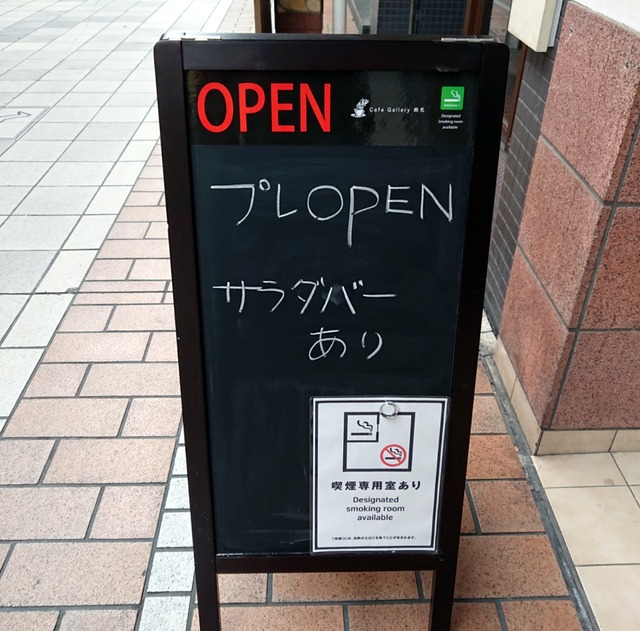 OPEN
Cafe Gallery
Designated
smoking room
available
プレOPEN
サラダバー
あり
喫煙専用室あり
Designated
smoking room
available